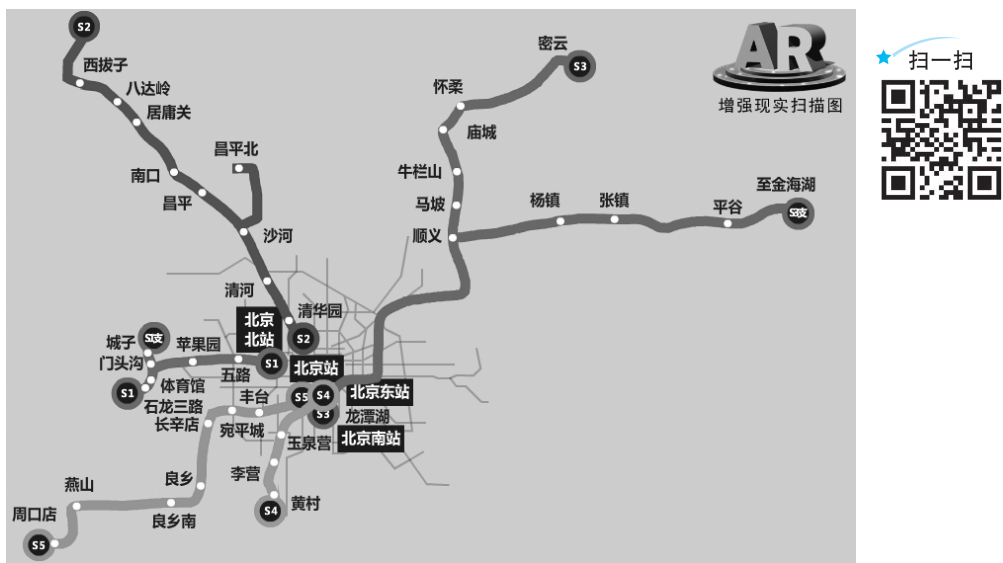 S2
西拔子
八达岭
居庸关
南口
昌平
昌平北
沙河
清河
清华园
北京
北站
S2
密云
S3
怀柔
庙城
牛栏山
马坡
顺义
杨镇
张镇
平谷
至金海湖
S3支
AR
增强现实扫描图
扫一扫
城子
S1支
门头沟
苹果园
五路
S1
体育馆
S1
石龙三路
北京站
S5
S4
S3
北京东站
龙潭湖
北京南站
丰台
长辛店
宛平城
玉泉营
李营
黄村
S4
良乡
良乡南
燕山
周口店
S5